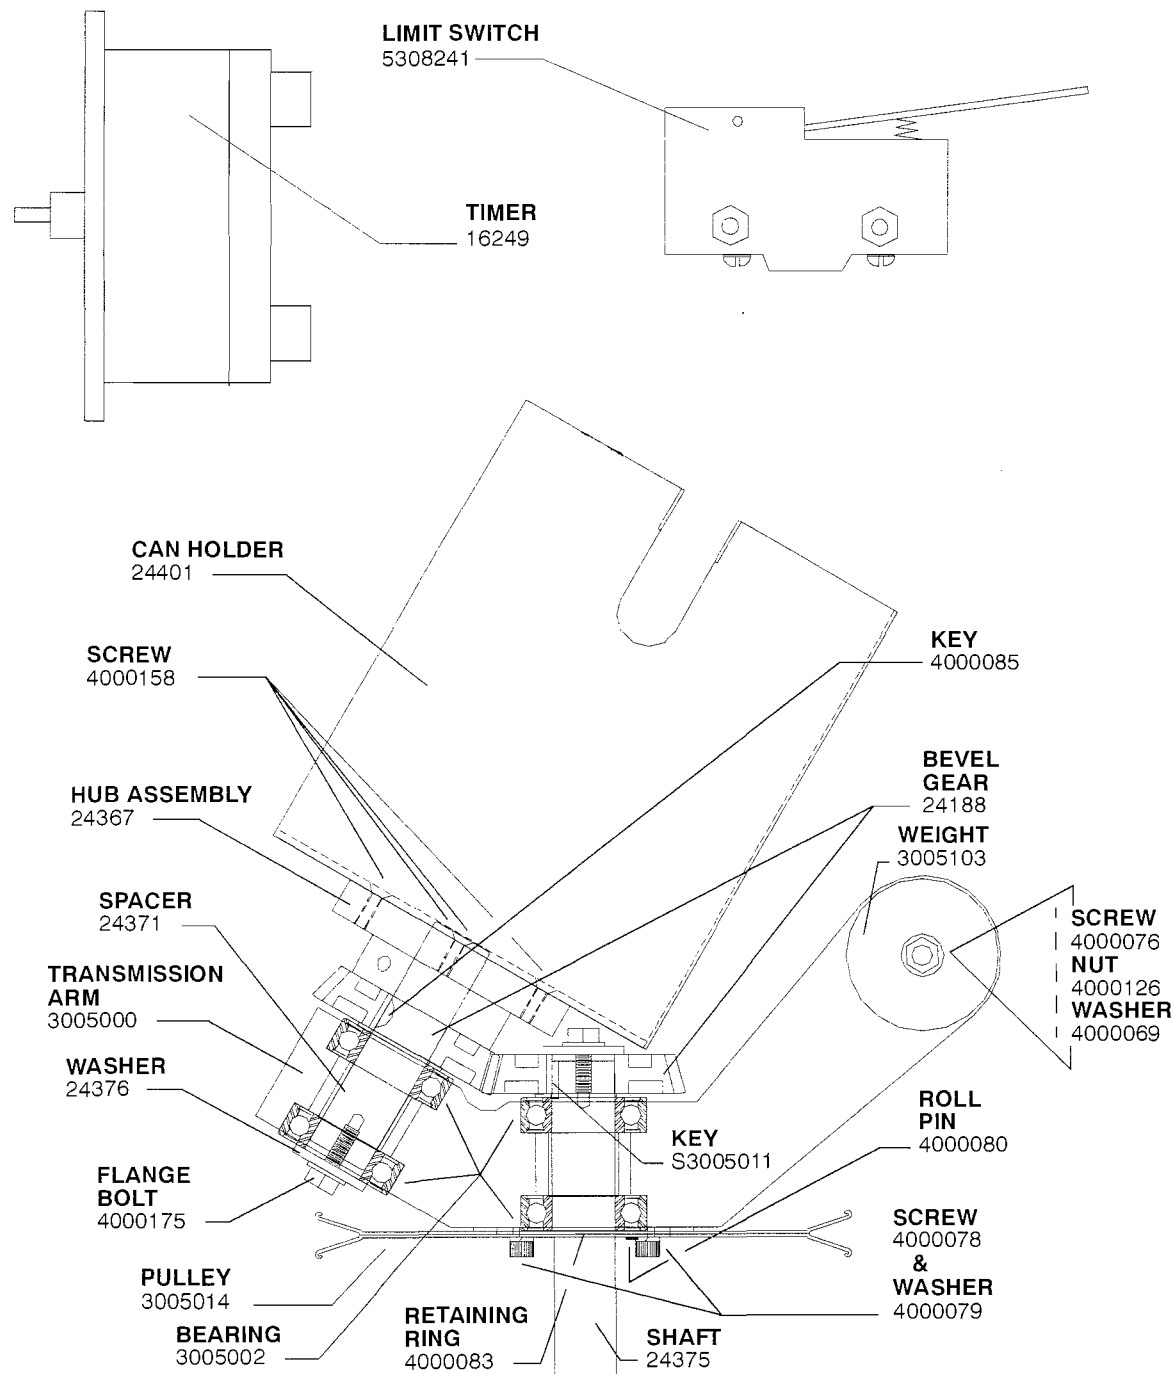 LIMIT SWITCH
5308241
TIMER
16249
CAN HOLDER
24401
SCREW
4000158
KEY
4000085
HUB ASSEMBLY
24367
BEVEL
GEAR
24188
WEIGHT
3005103
SPACER
24371
SCREW
4000076
NUT
4000126
WASHER
4000069
TRANSMISSION
ARM
3005000
WASHER
24376
ROLL
PIN
4000080
KEY
S3005011
FLANGE
BOLT
4000175
SCREW
4000078
&
WASHER
4000079
PULLEY
3005014
BEARING
3005002
RETAINING
RING
4000083
SHAFT
24375